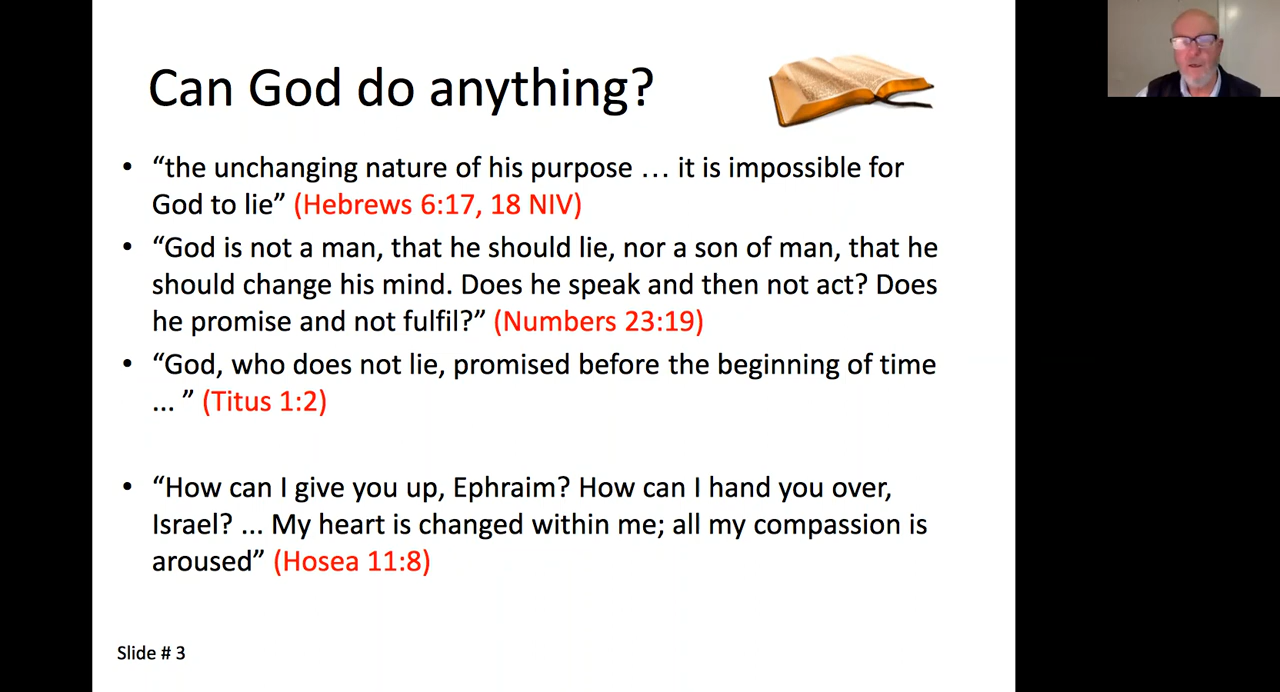 Can God do anything?
• “the unchanging nature of his purpose … it is impossible for
God to lie” (Hebrews 6:17, 18 NIV)
• “God is not a man, that he should lie, nor a son of man, that he
should change his mind. Does he speak and then not act? Does
he promise and not fulfil?” (Numbers 23:19)
• “God, who does not lie, promised before the beginning of time
... ” (Titus 1:2)
• “How can I give you up, Ephraim? How can I hand you over,
Israel? ... My heart is changed within me; all my compassion is
aroused” (Hosea 11:8)
Slide # 3